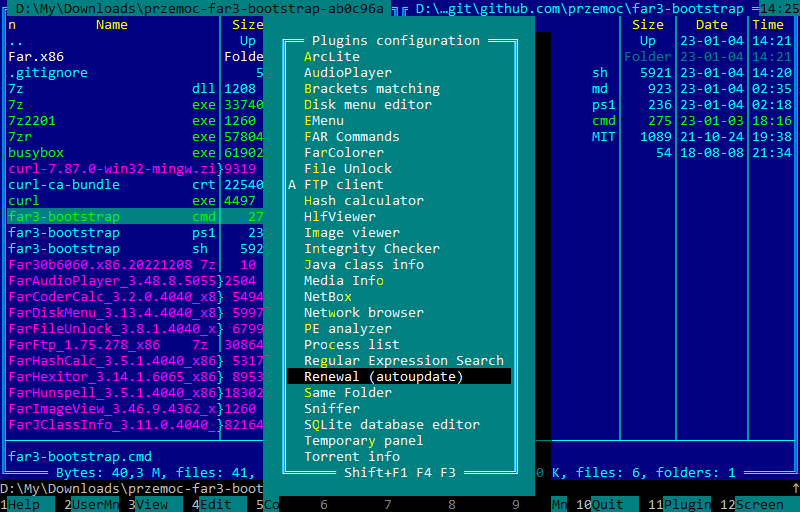 D:\My\Downloads\przemoc-far3-bootstrap-ab0c96a D:\…git\github.com\przemoc\far3-bootstrap 14:25
n Name Size Size Date Time
.. Up Plugins configuration Up 23-01-04 14:21
Far.x86 Folde ArcLite Folder 23-01-04 14:21
.gitignore 5 AudioPlayer sh 5921 23-01-04 14:20
7z dll 1208 Brackets matching md 923 23-01-04 02:35
7z exe 33740 Disk menu editor ps1 236 23-01-04 02:18
7z2201 exe 1260 EMenu cmd 275 23-01-03 18:16
7zr exe 57804 FAR Commands MIT 1089 21-10-24 19:38
busybox exe 61902 FarColorer 54 18-08-08 21:34
curl-7.87.0-win32-mingw.zi}9319 File Unlock
curl-ca-bundle crt 22540 A FTP client
curl exe 4497 Hash calculator
far3-bootstrap cmd 27 HlfViewer
far3-bootstrap ps1 23 Image viewer
far3-bootstrap sh 592 Integrity Checker
Far30b6060.x86.20221208 7z 10 Java class info
FarAudioPlayer_3.48.8.5055}2504 Media Info
FarCoderCalc_3.2.0.4040_x8} 5494 NetBox
FarDiskMenu_3.13.4.4040_x8} 5997 Network browser
FarFileUnlock_3.8.1.4040_x} 6799 PE analyzer
FarFtp_1.75.278_x86 7z 30864 Process list
FarHashCalc_3.5.1.4040_x86} 5317 Regular Expression Search
FarHexitor_3.14.1.6065_x86} 8953 Renewal (autoupdate)
FarHunspell_3.5.1.4040_x86}18302 Same Folder
FarImageView_3.46.9.4362_x}1260 Sniffer
FarJClassInfo_3.11.0.4040_}82164 SQLite database editor
Temporary panel
far3-bootstrap.cmd Torrent info
Bytes: 40,3 M, files: 41, Shift+F1 F4 F3 0 K, files: 6, folders: 1
D:\My\Downloads\przemoc-far3-boot ↑
1Help 2UserMn 3View 4Edit 5Co 6 7 8 9 Mn 10Quit 11Plugin 12Screen